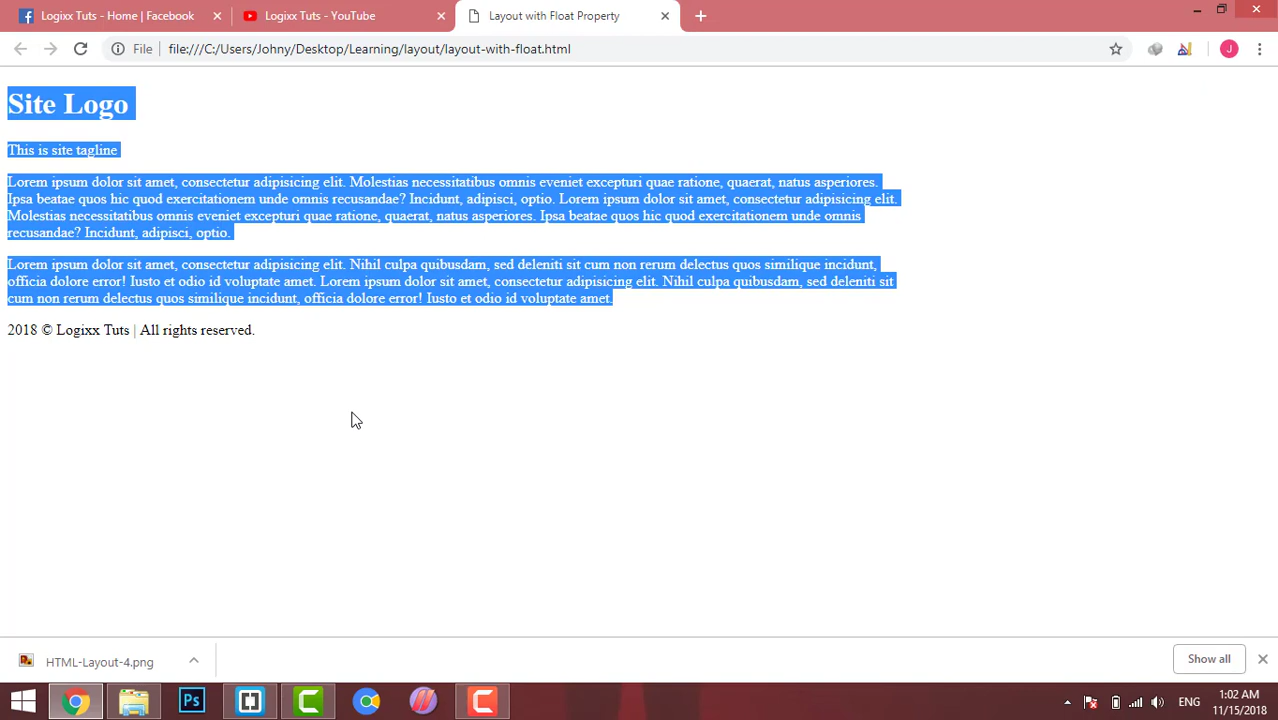 Logixx Tuts - Home | Facebook
Logixx Tuts - YouTube
Layout with Float Property
File
file:///C:/Users/Johny/Desktop/Learning/layout/layout-with-float.html
J
Site Logo
This is site tagline
Lorem ipsum dolor sit amet, consectetur adipisicing elit. Molestias necessitatibus omnis eveniet excepturi quae ratione, quaerat, natus asperiores.
Ipsa beatae quos hic quod exercitationem unde omnis recusandae? Incidunt, adipisci, optio. Lorem ipsum dolor sit amet, consectetur adipisicing elit.
Molestias necessitatibus omnis eveniet excepturi quae ratione, quaerat, natus asperiores. Ipsa beatae quos hic quod exercitationem unde omnis
recusandae? Incidunt, adipisci, optio.
Lorem ipsum dolor sit amet, consectetur adipisicing elit. Nihil culpa quibusdam, sed deleniti sit cum non rerum delectus quos similique incidunt,
officia dolore error! Iusto et odio id voluptate amet. Lorem ipsum dolor sit amet, consectetur adipisicing elit. Nihil culpa quibusdam, sed deleniti sit
cum non rerum delectus quos similique incidunt, officia dolore error! Iusto et odio id voluptate amet.
2018 © Logixx Tuts | All rights reserved.
HTML-Layout-4.png
Show all
Ps
ENG
1:02 AM
11/15/2018